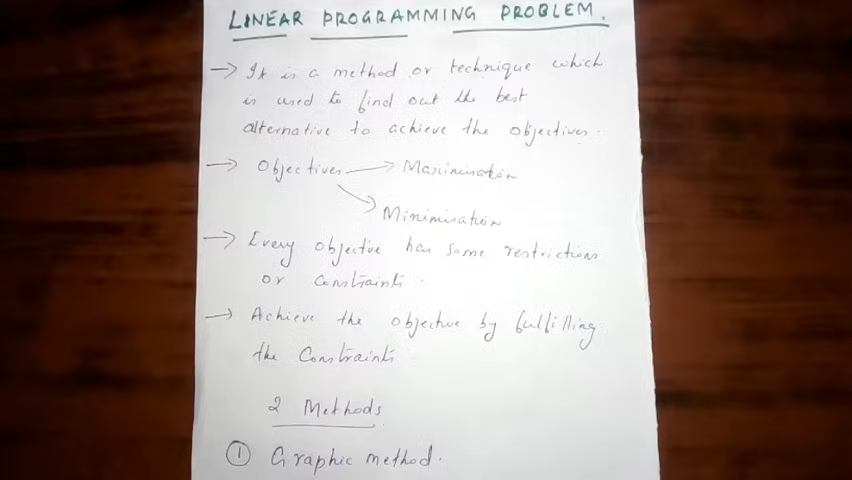 LINEAR PROGRAMMING PROBLEM.
→ It is a method or technique which
is used to find out the best
alternative to achieve the objectives.
→ Objectives → Maximisation
→ Minimisation
→ Every objective has some restrictions
or constraints.
→ Achieve the objective by fulfilling
the Constraints
2 Methods
① Graphic method.